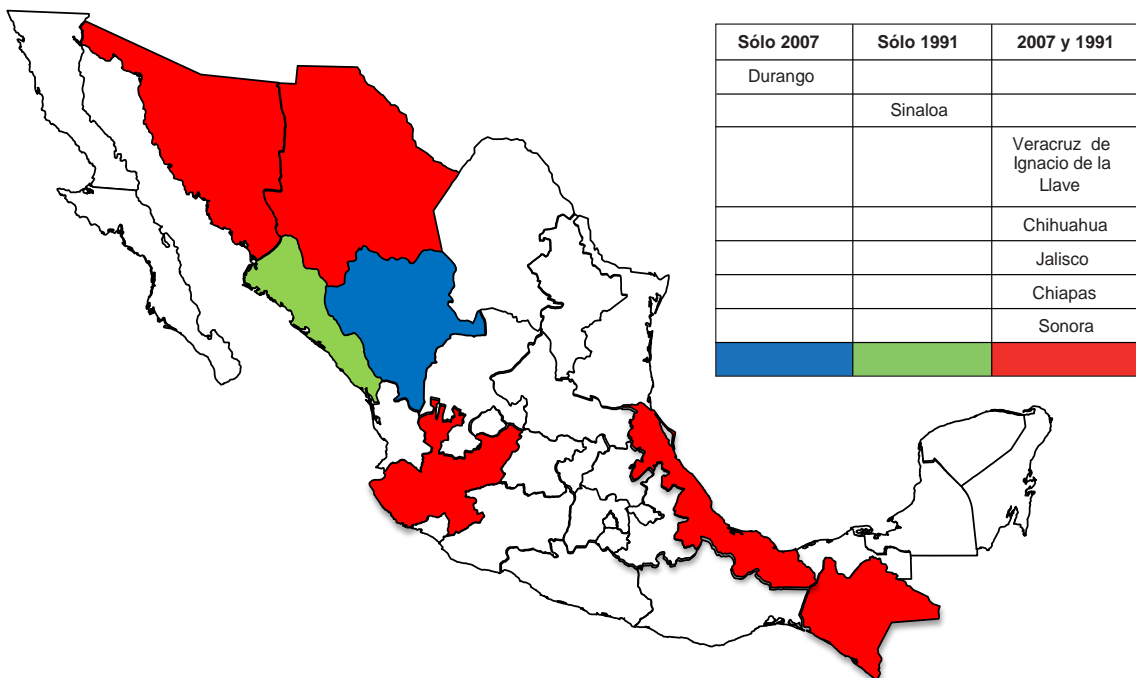 Sólo 2007 Sólo 1991 2007 y 1991
Durango
Sinaloa
Veracruz de
Ignacio de la
Llave
Chihuahua
Jalisco
Chiapas
Sonora